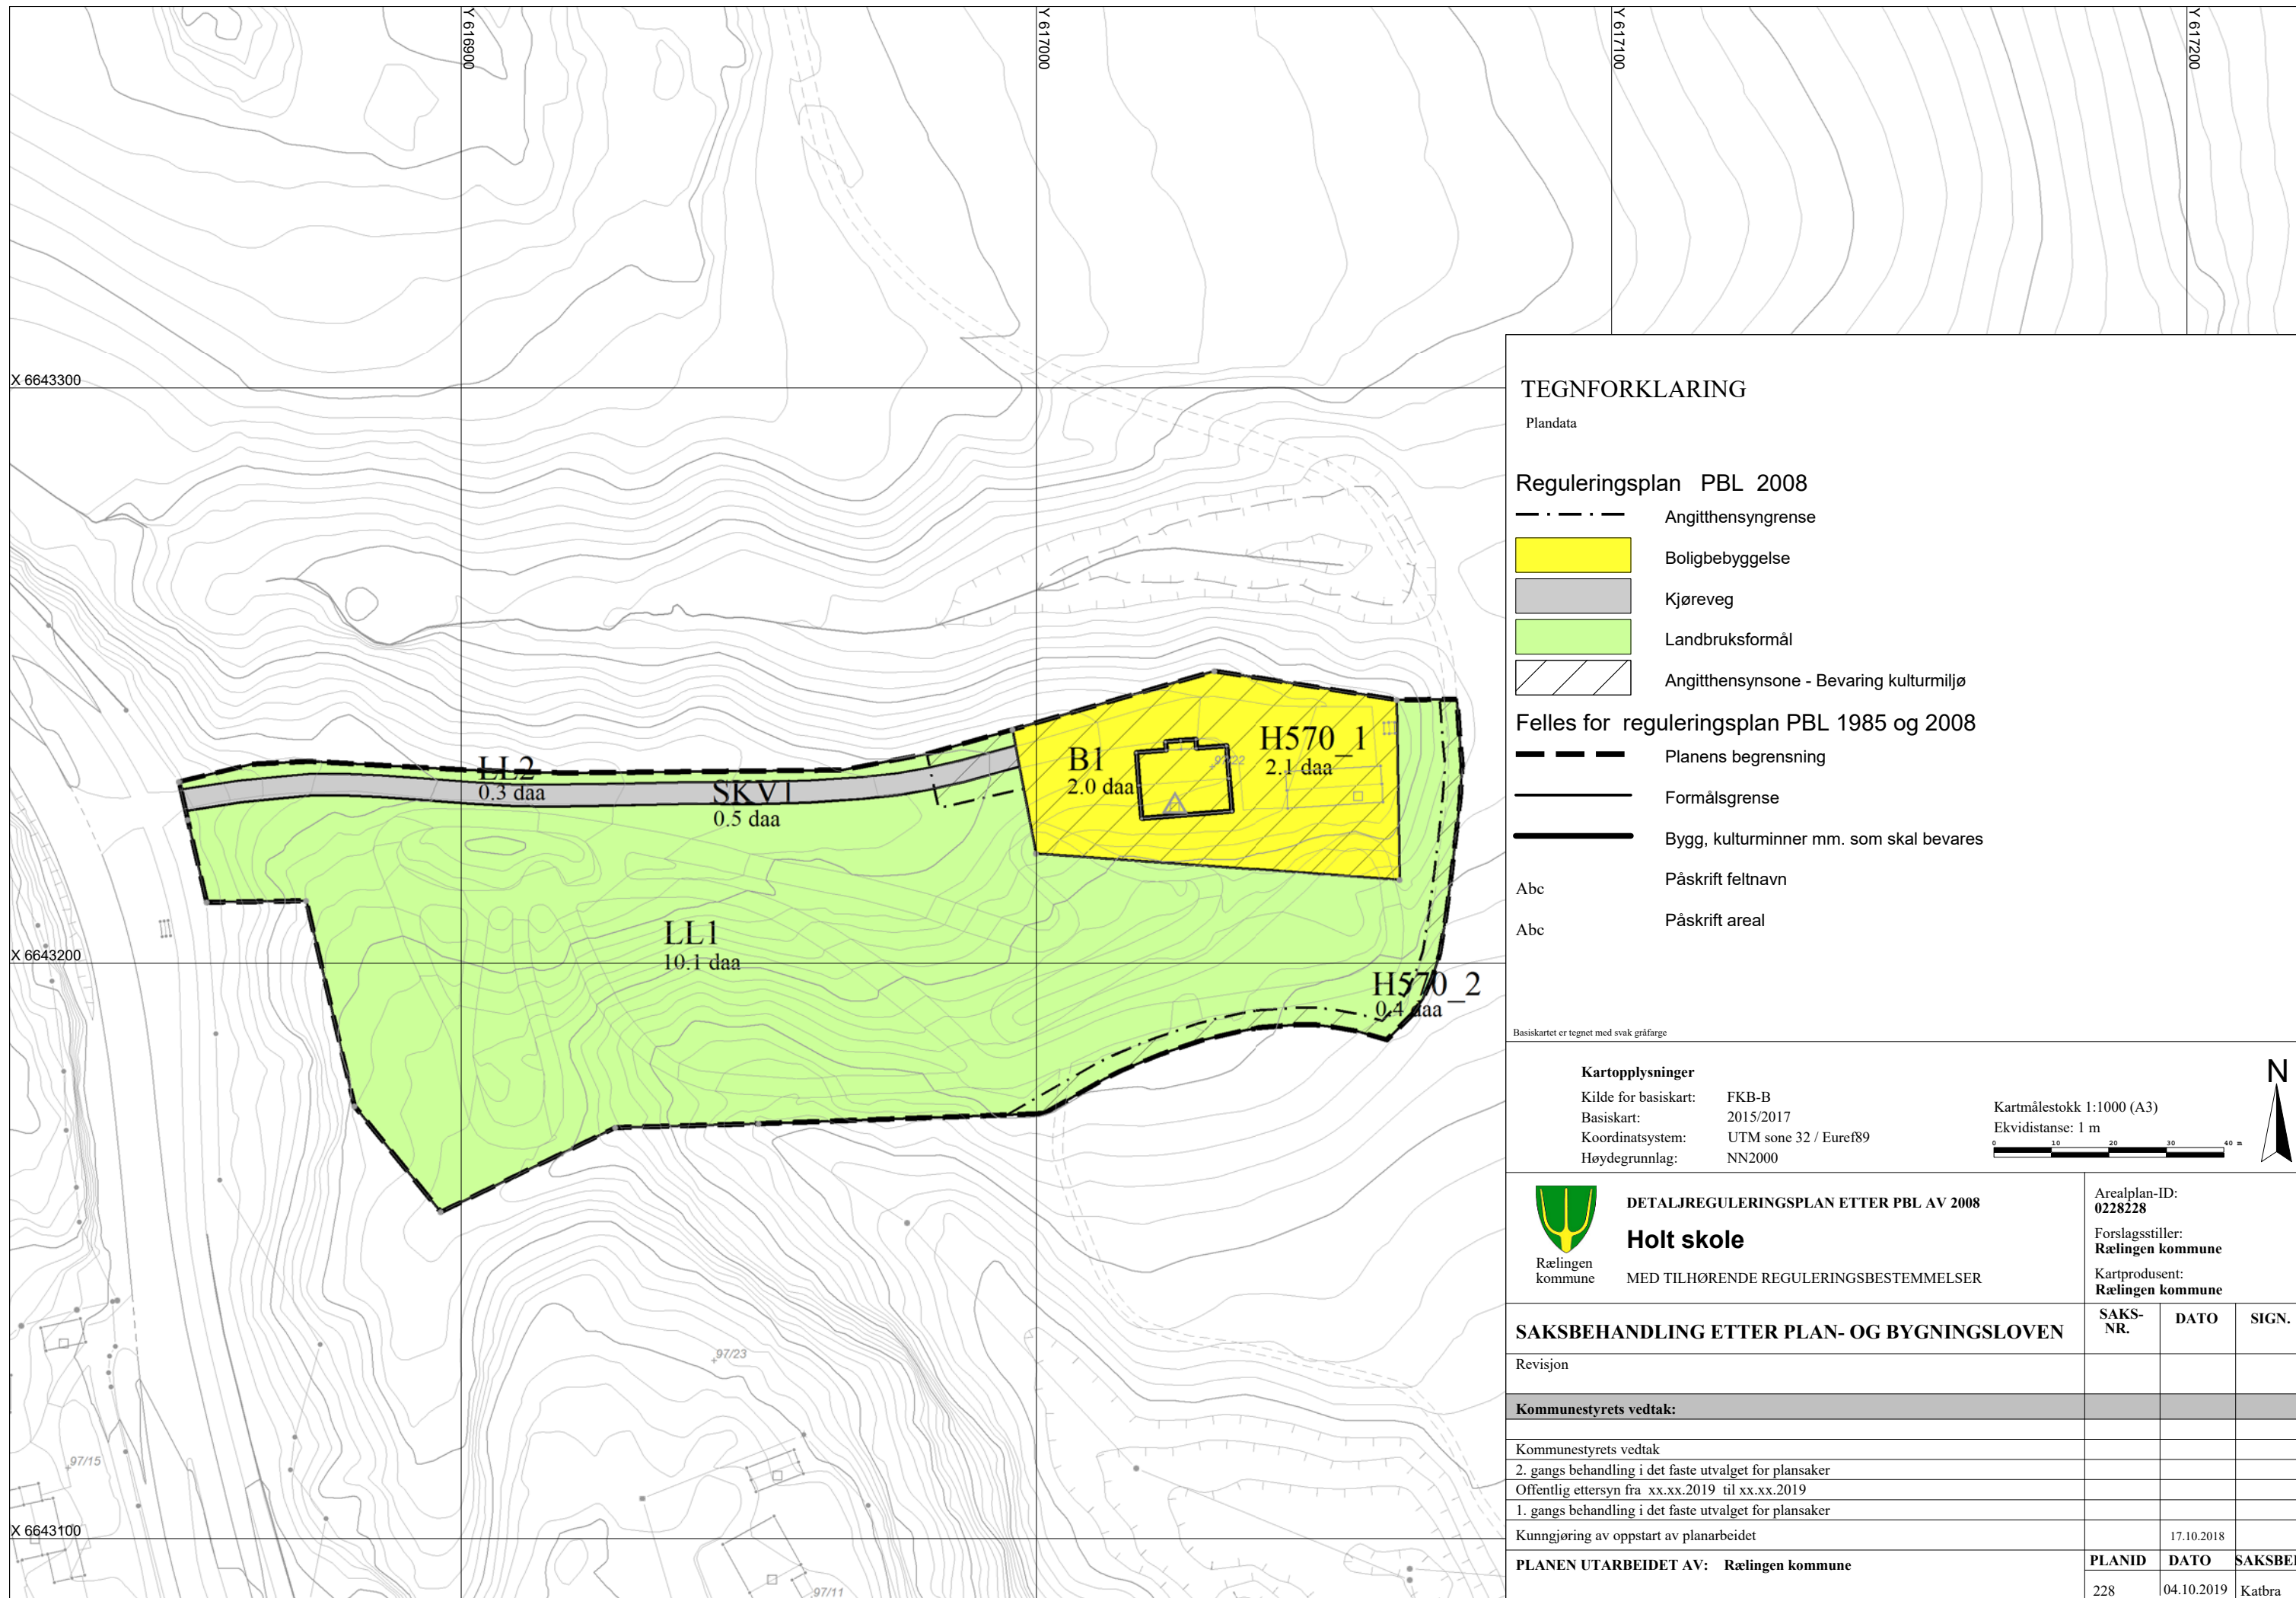 Y 616900
Y 617000
Y 617100
Y 617200
X 6643300
X 6643200
X 6643100
LL2
0.3 daa
SKV1
0.5 daa
B1
2.0 daa
H570_1
2.1 daa
97/22
LL1
10.1 daa
H570_2
0.4 daa
97/23
97/15
97/11
TEGNFORKLARING
Plandata
Reguleringsplan PBL 2008
Angitthensyngrense
Boligbebyggelse
Kjøreveg
Landbruksformål
Angitthensynsone - Bevaring kulturmiljø
Felles for reguleringsplan PBL 1985 og 2008
Planens begrensning
Formålsgrense
Bygg, kulturminner mm. som skal bevares
Abc Påskrift feltnavn
Abc Påskrift areal
Basiskartet er tegnet med svak gråfarge
Kartopplysninger
Kilde for basiskart: FKB-B
Basiskart: 2015/2017
Koordinatsystem: UTM sone 32 / Euref89
Høydegrunnlag: NN2000
Kartmålestokk 1:1000 (A3)
Ekvidistanse: 1 m
0 10 20 30 40 m
N
Rælingen
kommune
DETALJREGULERINGSPLAN ETTER PBL AV 2008
Holt skole
MED TILHØRENDE REGULERINGSBESTEMMELSER
Arealplan-ID:
0228228
Forslagsstiller:
Rælingen kommune
Kartprodusent:
Rælingen kommune
SAKSBEHANDLING ETTER PLAN- OG BYGNINGSLOVEN
SAKS-
NR.
DATO
SIGN.
Revisjon
Kommunestyrets vedtak:
Kommunestyrets vedtak
2. gangs behandling i det faste utvalget for plansaker
Offentlig ettersyn fra xx.xx.2019 til xx.xx.2019
1. gangs behandling i det faste utvalget for plansaker
Kunngjøring av oppstart av planarbeidet 17.10.2018
PLANEN UTARBEIDET AV: Rælingen kommune
PLANID DATO SAKSBE
228 04.10.2019 Katbra